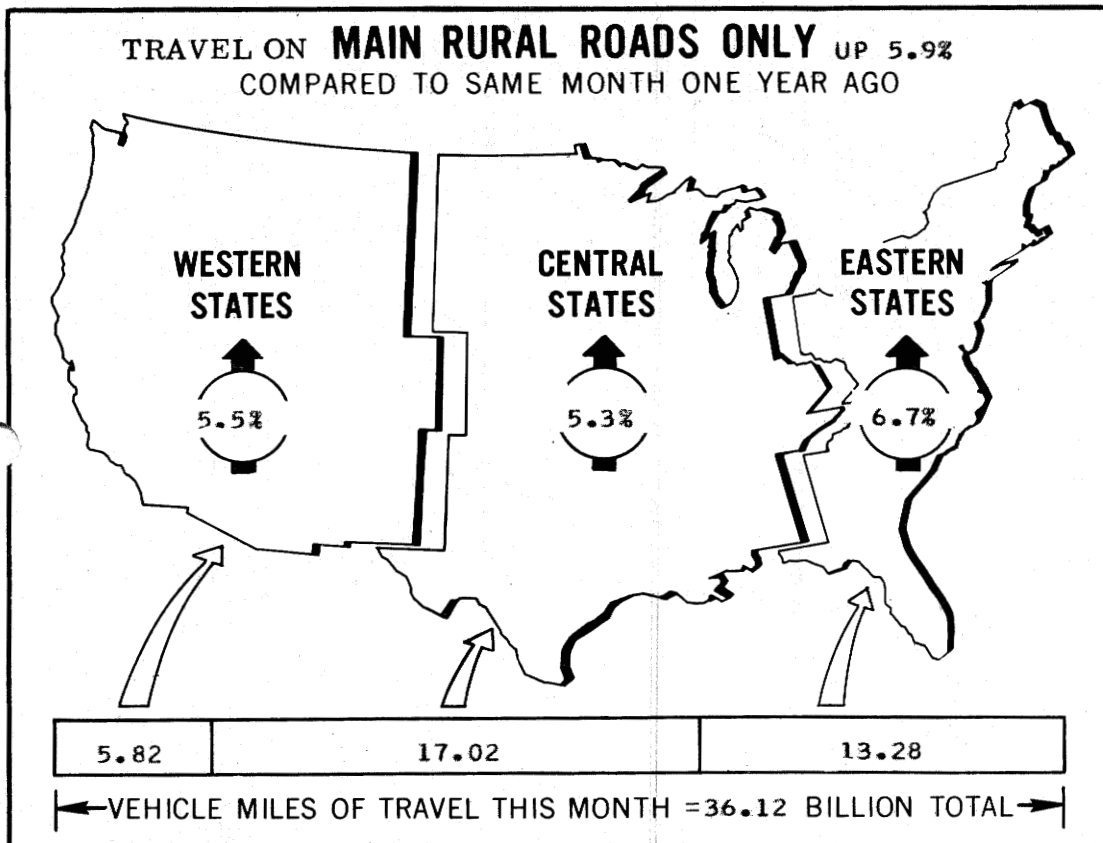 TRAVEL ON MAIN RURAL ROADS ONLY UP 5.9%
COMPARED TO SAME MONTH ONE YEAR AGO
WESTERN
STATES
5.5%
CENTRAL
STATES
5.3%
EASTERN
STATES
6.7%
5.82 17.02 13.28
VEHICLE MILES OF TRAVEL THIS MONTH =36.12 BILLION TOTAL